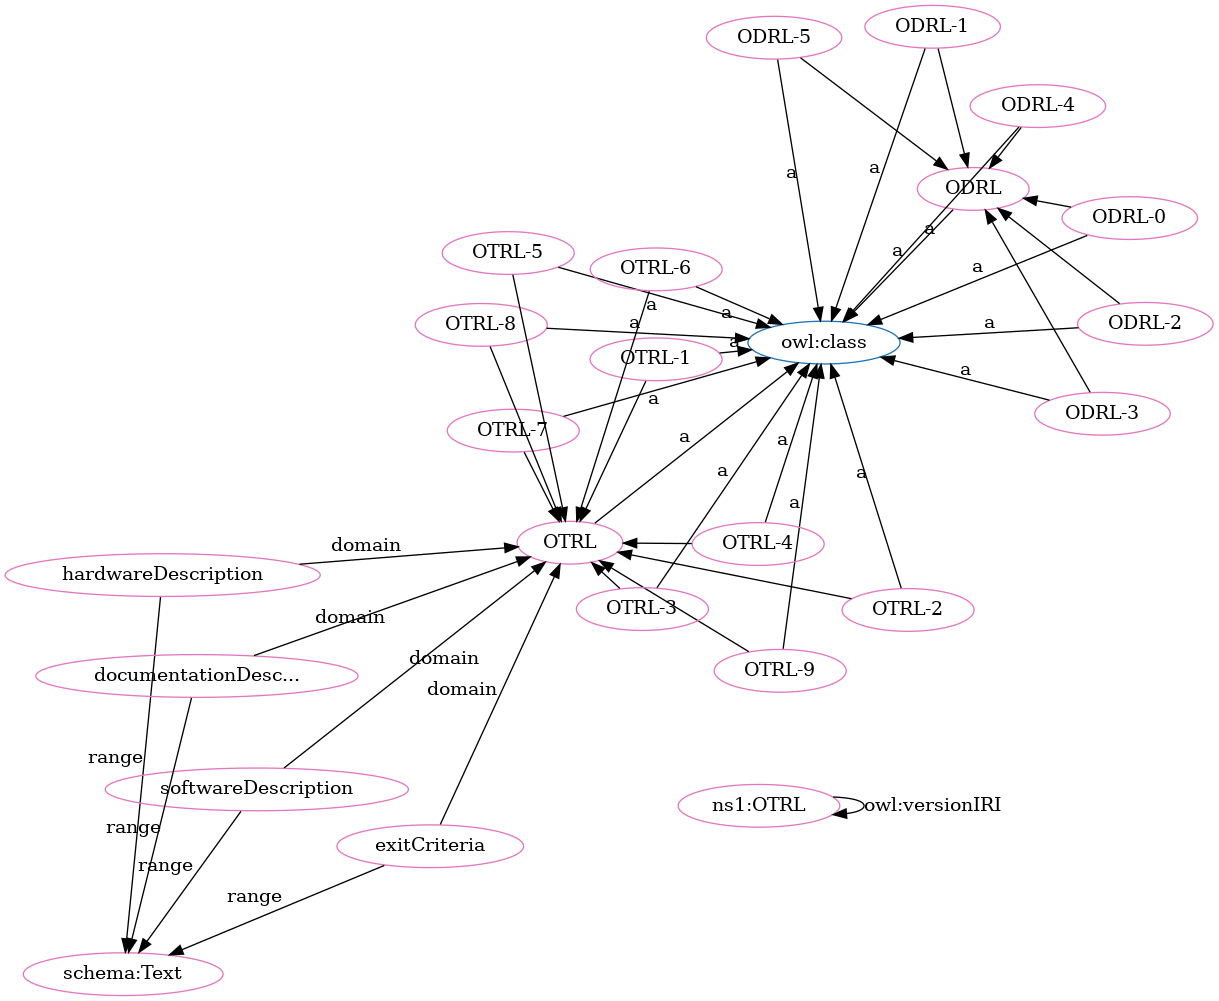 ODRL-1
ODRL-5
ODRL-4
a
a
ODRL
ODRL-0
a
a
a
OTRL-5
OTRL-6
a
a
OTRL-8
a
a
ODRL-2
owl:class
a
OTRL-1
a
a
ODRL-3
OTRL-7
a
a
a
a
a
OTRL
OTRL-4
domain
hardwareDescription
OTRL-3
OTRL-2
domain
domain
OTRL-9
documentationDesc...
domain
range
softwareDescription
ns1:OTRL
owl:versionIRI
range
exitCriteria
range
range
schema:Text